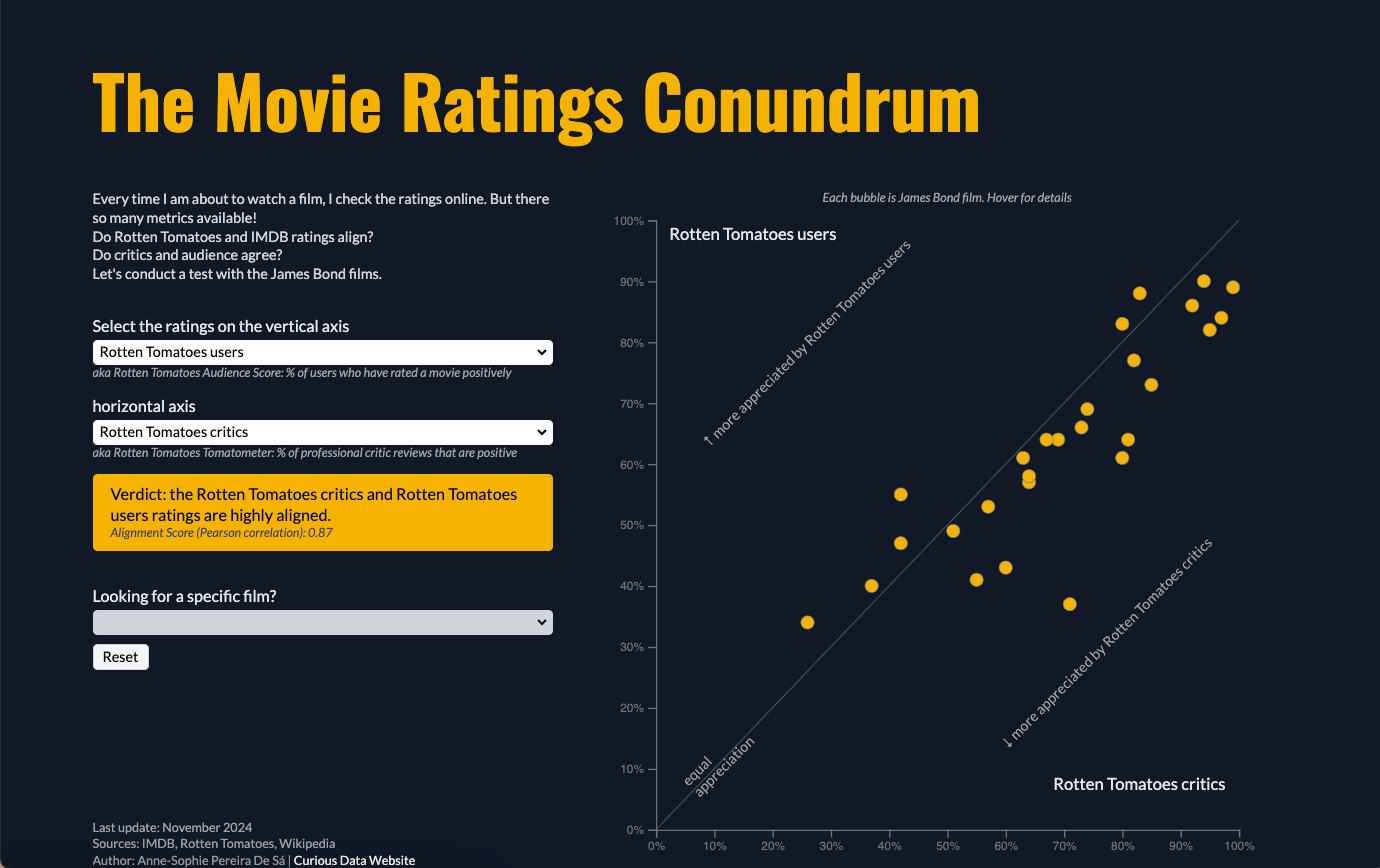 The Movie Ratings Conundrum
Every time I am about to watch a film, I check the ratings online. But there
so many metrics available!
Do Rotten Tomatoes and IMDB ratings align?
Do critics and audience agree?
Let's conduct a test with the James Bond films.
Select the ratings on the vertical axis
Rotten Tomatoes users
aka Rotten Tomatoes Audience Score: % of users who have rated a movie positively
horizontal axis
Rotten Tomatoes critics
aka Rotten Tomatoes Tomatometer: % of professional critic reviews that are positive
Verdict: the Rotten Tomatoes critics and Rotten Tomatoes
users ratings are highly aligned.
Alignment Score (Pearson correlation): 0.87
Looking for a specific film?
Reset
Last update: November 2024
Sources: IMDB, Rotten Tomatoes, Wikipedia
Author: Anne-Sophie Pereira De Sá | Curious Data Website
Each bubble is James Bond film. Hover for details
100%
Rotten Tomatoes users
↑ more appreciated by Rotten Tomatoes users
90%
80%
70%
60%
50%
40%
30%
20%
10%
0%
↓ more appreciated by Rotten Tomatoes critics
equal
appreciation
Rotten Tomatoes critics
0% 10% 20% 30% 40% 50% 60% 70% 80% 90% 100%